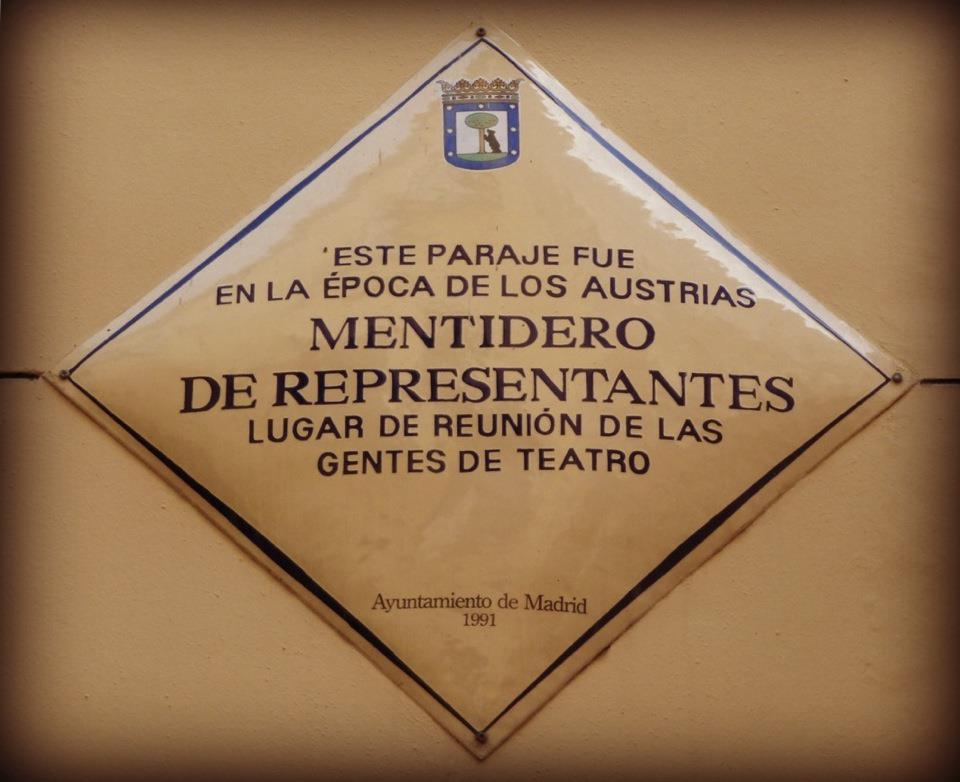 ESTE PARAJE FUE
EN LA ÉPOCA DE LOS AUSTRIAS
MENTIDERO
DE REPRESENTANTES
LUGAR DE REUNIÓN DE LAS
GENTES DE TEATRO
Ayuntamiento de Madrid
1991